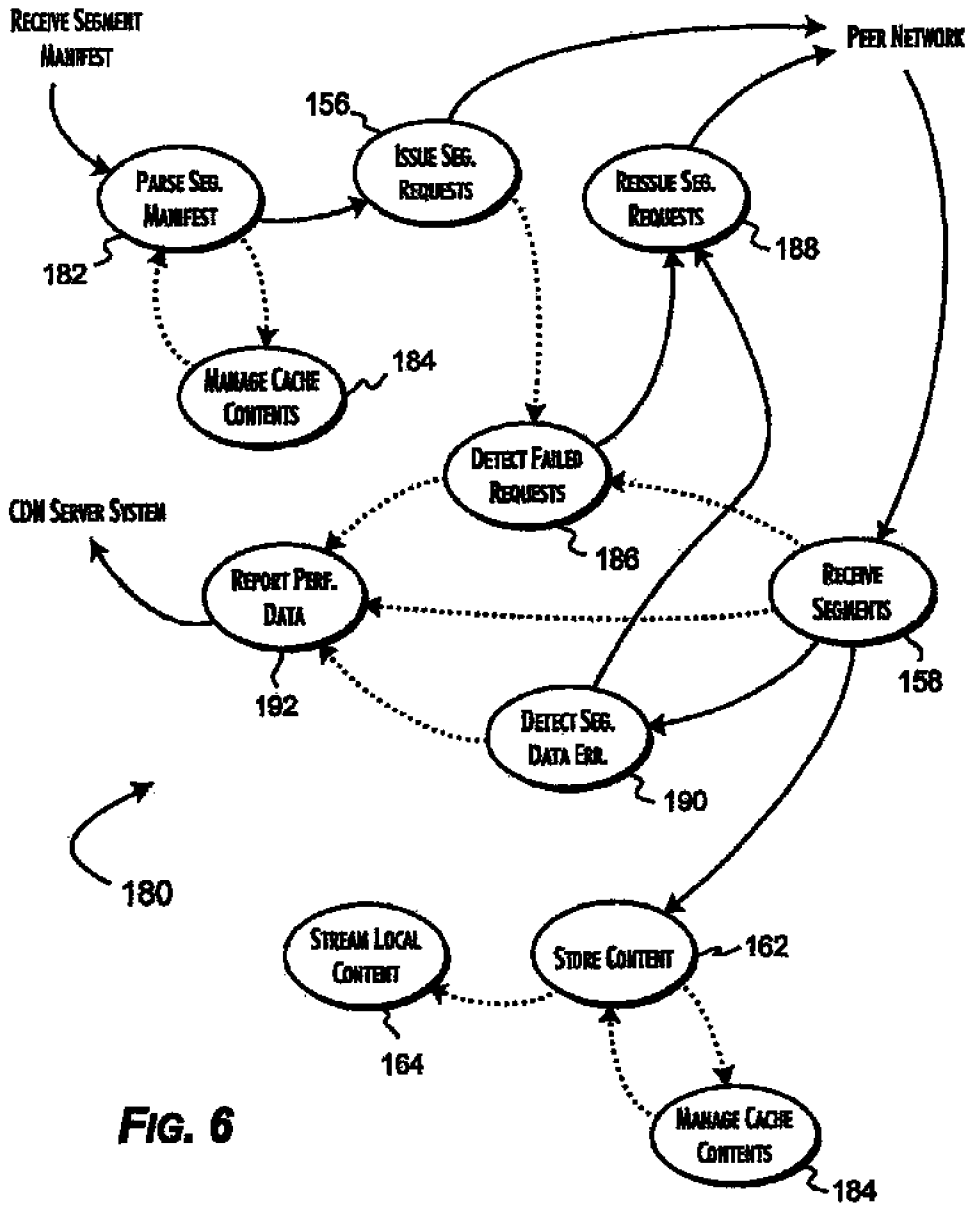 RECEIVE SEGMENT
MANIFEST
PEER NETWORK
156
ISSUE SEG.
REQUESTS
PARSE SEG.
MANIFEST
REISSUE SEG.
REQUESTS
182
188
MANAGE CACHE
CONTENTS
184
DETECT FAILED
REQUESTS
CDN SERVER SYSTEM
186
REPORT PERF.
DATA
RECEIVE
SEGMENTS
192
158
DETECT SEG.
DATA ERR.
190
180
STREAM LOCAL
CONTENT
STORE CONTENT
162
164
MANAGE CACHE
CONTENTS
184
FIG. 6